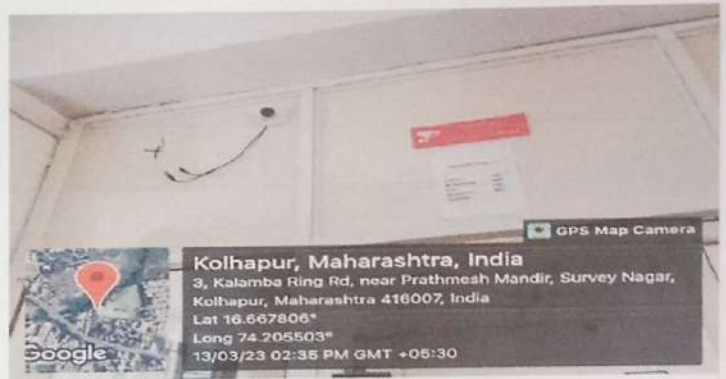 GPS Map Camera
Kolhapur, Maharashtra, India
3, Kalamba Ring Rd, near Prathmesh Mandir, Survey Nagar,
Kolhapur, Maharashtra 416007, India
Lat 16.667806°
Long 74.205503°
13/03/23 02:35 PM GMT +05:30
Google